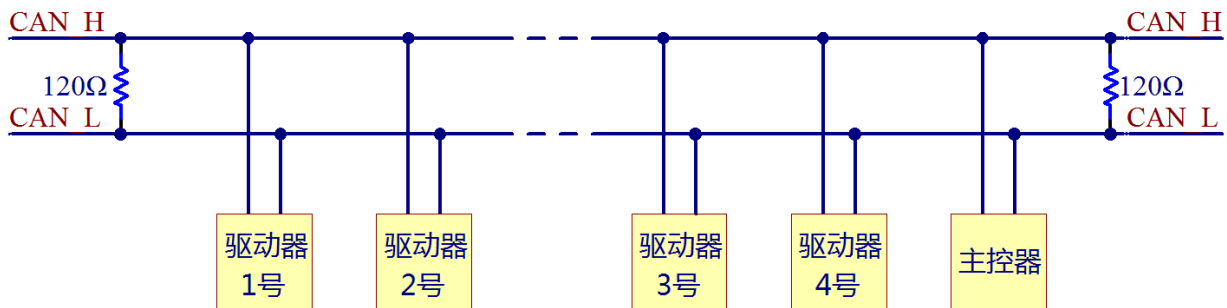 CAN_H
CAN_H
120Ω
120Ω
CAN_L
CAN_L
驱动器
1号
驱动器
2号
驱动器
3号
驱动器
4号
主控器